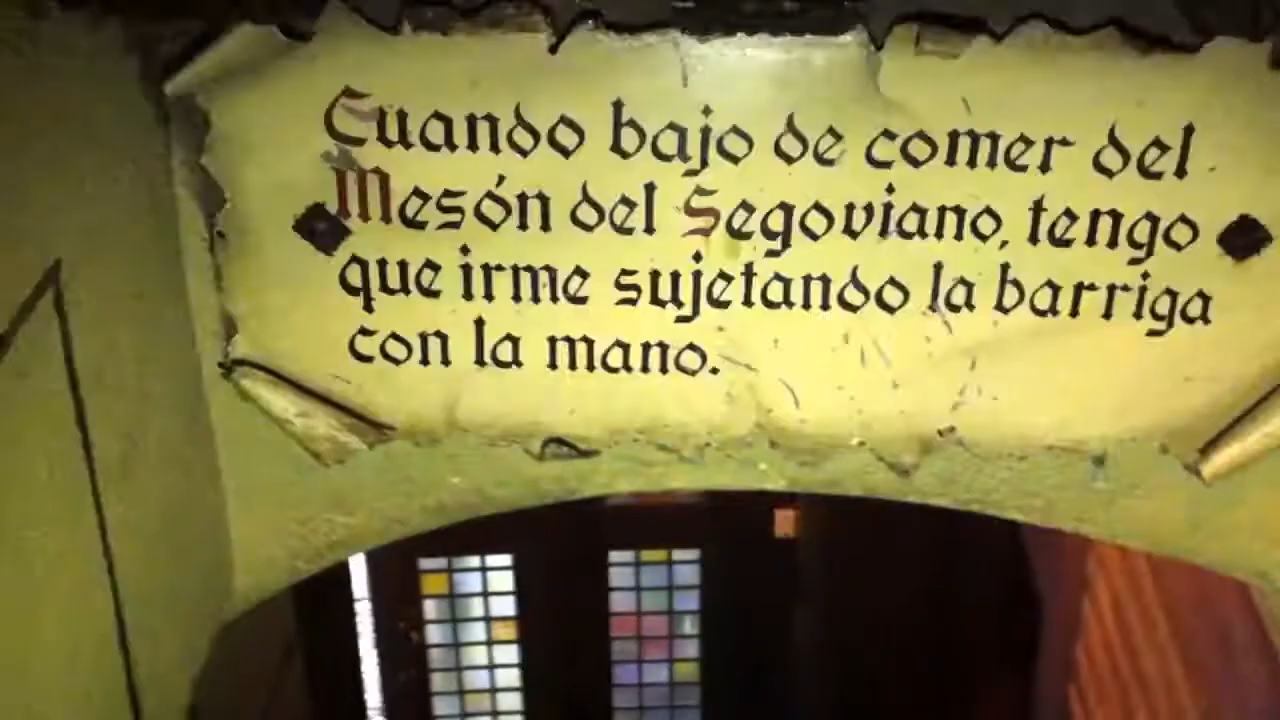 Cuando bajo de comer del
Mesón del Segoviano, tengo
que irme sujetando la barriga
con la mano.